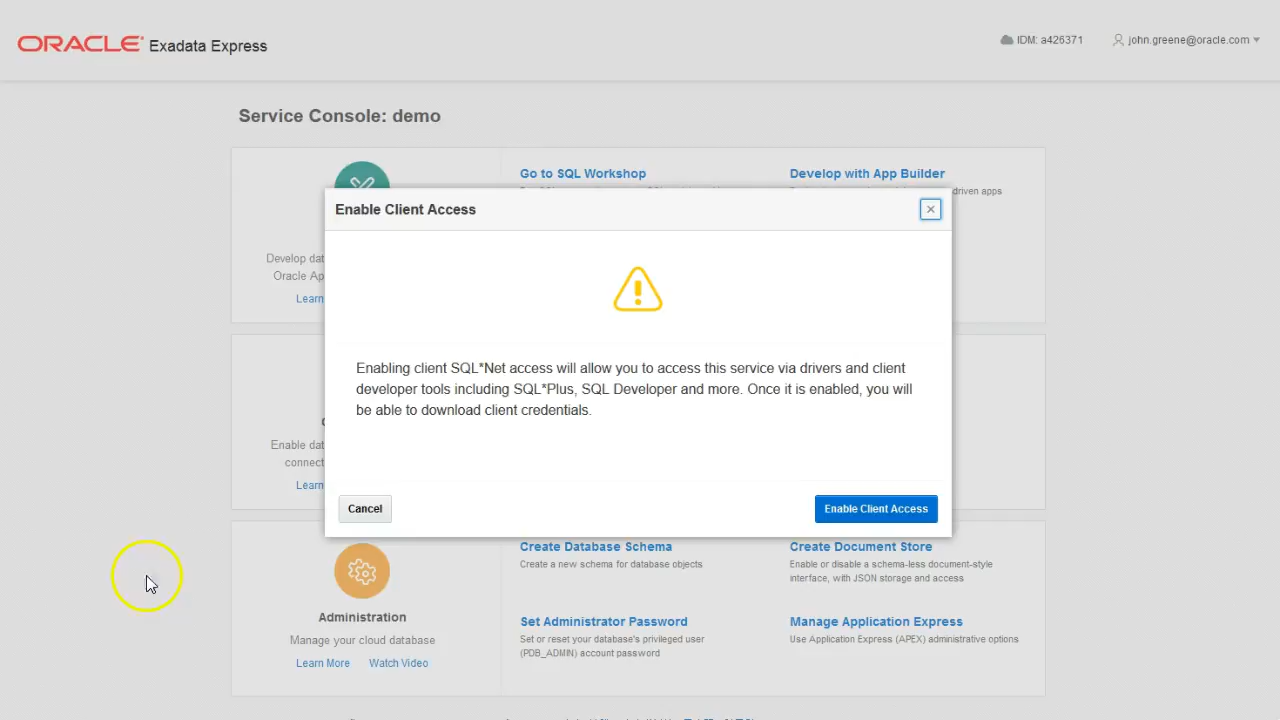 ORACLE Exadata Express
IDM: a426371
john.greene@oracle.com
Service Console: demo
Go to SQL Workshop
Develop with App Builder
driven apps
Enable Client Access
Develop dat
Oracle Ap
Learn
Enabling client SQL*Net access will allow you to access this service via drivers and client
developer tools including SQL*Plus, SQL Developer and more. Once it is enabled, you will
be able to download client credentials.
Enable dat
connect
Learn
Cancel
Enable Client Access
Administration
Manage your cloud database
Learn More Watch Video
Create Database Schema
Create a new schema for database objects
Create Document Store
Enable or disable a schema-less document-style
interface, with JSON storage and access
Set Administrator Password
Set or reset your database's privileged user
(PDB_ADMIN) account password
Manage Application Express
Use Application Express (APEX) administrative options